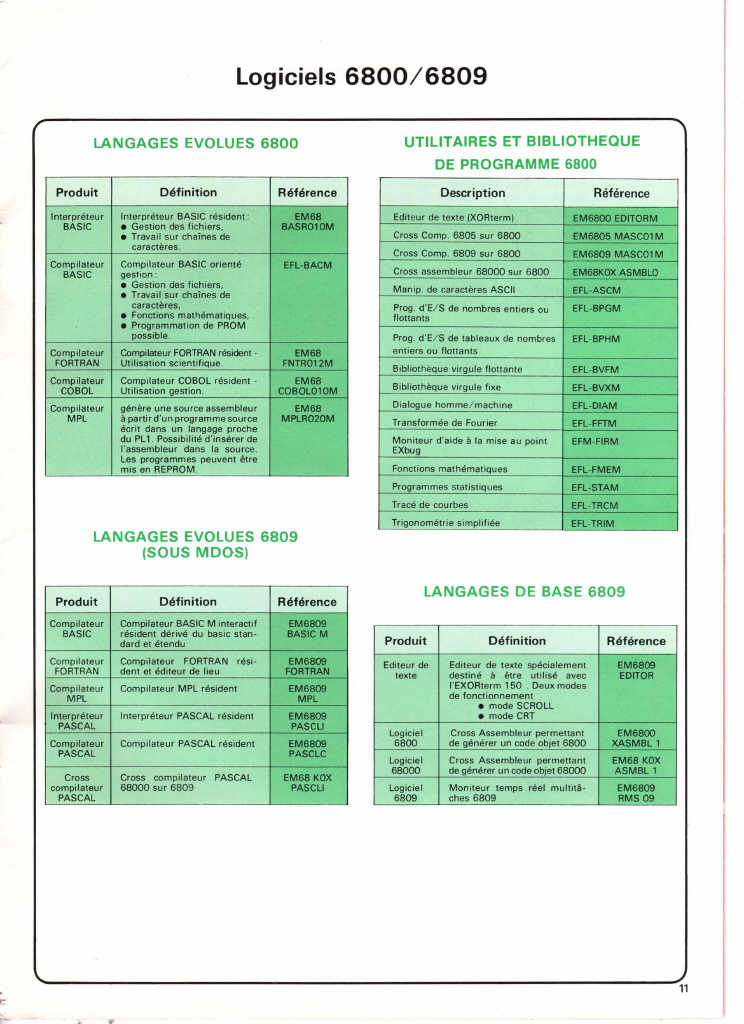 Logiciels 6800/6809
LANGAGES EVOLUES 6800
Produit Définition Référence
Interpréteur BASIC
Interpréteur BASIC résident :
● Gestion des fichiers,
● Travail sur chaînes de
caractères.
EM68
BASR010M
Compilateur
BASIC
Compilateur BASIC orienté
gestion :
● Gestion des fichiers,
● Travail sur chaînes de
caractères,
● Fonctions mathématiques,
● Programmation de PROM
possible.
EFL-BACM
Compilateur
FORTRAN
Compilateur FORTRAN résident -
Utilisation scientifique.
EM68
FNTR012M
Compilateur
COBOL
Compilateur COBOL résident -
Utilisation gestion.
EM68
COBOL010M
Compilateur
MPL
génère une source assembleur
à partir d'un programme source
écrit dans un langage proche
du PL1. Possibilité d'insérer de
l'assembleur dans la source.
Les programmes peuvent être
mis en REPROM.
EM68
MPLR020M
LANGAGES EVOLUES 6809
(SOUS MDOS)
Produit Définition Référence
Compilateur
BASIC
Compilateur BASIC M interactif
résident dérivé du basic stan-
dard et étendu
EM6809
BASIC M
Compilateur
FORTRAN
Compilateur FORTRAN rési-
dent et éditeur de lieu
EM6809
FORTRAN
Compilateur
MPL
Compilateur MPL résident
EM6809
MPL
Interpréteur
PASCAL
Interpréteur PASCAL résident
EM6809
PASCLI
Compilateur
PASCAL
Compilateur PASCAL résident
EM6809
PASCLC
Cross
compilateur
PASCAL
Cross compilateur PASCAL
68000 sur 6809
EM68 K0X
PASCLI
UTILITAIRES ET BIBLIOTHEQUE
DE PROGRAMME 6800
Description Référence
Editeur de texte (XORterm) EM6800 EDITORM
Cross Comp. 6805 sur 6800 EM6805 MASC01M
Cross Comp. 6809 sur 6800 EM6809 MASC01M
Cross assembleur 68000 sur 6800 EM68K0X ASMBLO
Manip. de caractères ASCII EFL-ASCM
Prog. d'E/S de nombres entiers ou EFL-BPGM
flottants
Prog. d'E/S de tableaux de nombres EFL-BPHM
entiers ou flottants
Bibliothèque virgule flottante EFL-BVFM
Bibliothèque virgule fixe EFL-BVXM
Dialogue homme/machine EFL-DIAM
Transformée de Fourier EFL-FFTM
Moniteur d'aide à la mise au point EFM-FIRM
EXbug
Fonctions mathématiques EFL-FMEM
Programmes statistiques EFL-STAM
Tracé de courbes EFL-TRCM
Trigonométrie simplifiée EFL-TRIM
LANGAGES DE BASE 6809
Produit Définition Référence
Editeur de
texte
Editeur de texte spécialement
destiné à être utilisé avec
l'EXORterm 150 . Deux modes
de fonctionnement
● mode SCROLL
● mode CRT
EM6809
EDITOR
Logiciel
6800
Cross Assembleur permettant
de générer un code objet 6800
EM6800
XASMBL 1
Logiciel
68000
Cross Assembleur permettant
de générer un code objet 68000
EM68 K0X
ASMBL 1
Logiciel
6809
Moniteur temps réel multitâ-
ches 6809
EM6809
RMS 09
11